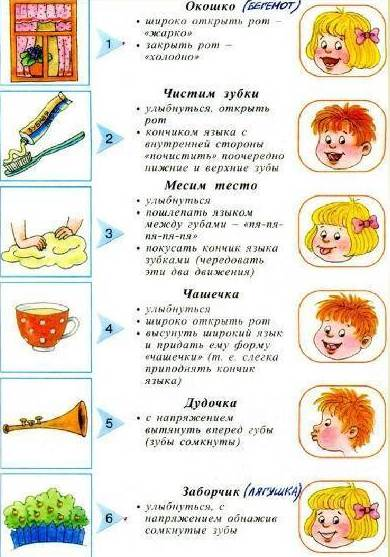 Окошко (БЕГЕМОТ)
1
• широко открыть рот –
«жарко»
• закрыть рот –
«холодно»
Чистим зубки
2
• улыбнуться, открыть
рот
• кончиком языка с
внутренней стороны
«почистить» поочередно
нижние и верхние зубы
Месим тесто
3
• улыбнуться
• пошлепать языком
между губами – «пя-пя-
пя-пя-пя»
• покусать кончик языка
зубками (чередовать
эти два движения)
Чашечка
4
• улыбнуться
• широко открыть рот
• высунуть широкий язык
и придать ему форму
"чашечки" (т. е. слегка
приподнять кончик
языка)
Дудочка
5
• с напряжением
вытянуть вперед губы
(зубы сомкнуты)
Заборчик (ЛЯГУШКА)
6
• улыбнуться, с
напряжением обнажив
сомкнутые зубы